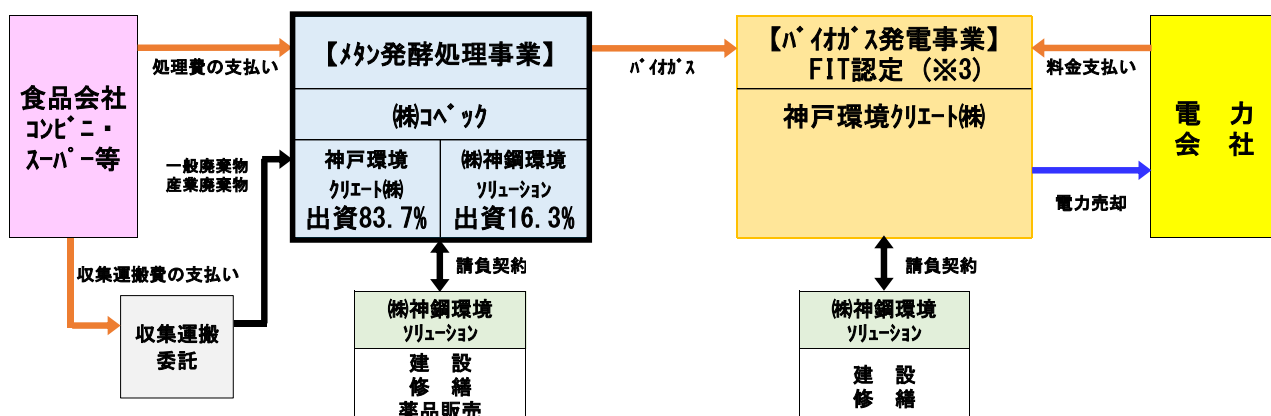 食品会社
コンビニ・
スーパー等
処理費の支払い
収集運搬費の支払い
収集運搬
委託
一般廃棄物
産業廃棄物
【メタン発酵処理事業】
㈱コベック
神戸環境
クリエート㈱
出資83.7%
㈱神鋼環境
ソリューション
出資16.3%
請負契約
㈱神鋼環境
ソリューション
建 設
修 繕
薬品販売
バイオガス
【バイオガス発電事業】
FIT認定 (※3)
神戸環境クリエート㈱
請負契約
㈱神鋼環境
ソリューション
建 設
修 繕
料金支払い
電力売却
電 力
会 社